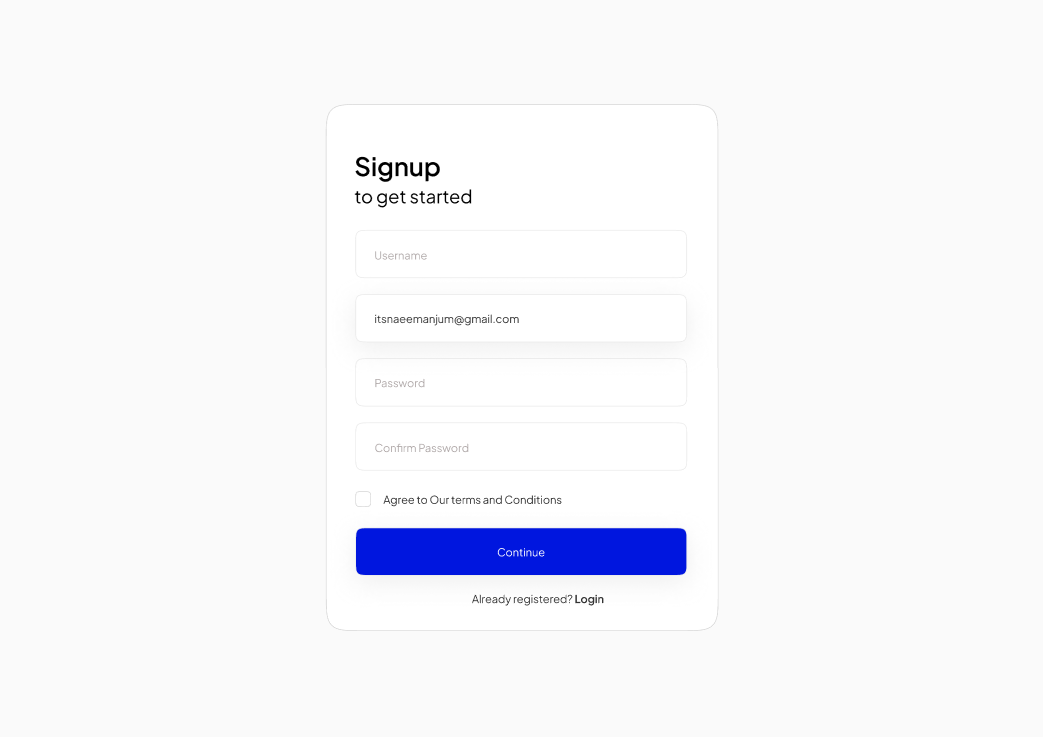 Signup
to get started
Username
itsnaeemanjum@gmail.com
Password
Confirm Password
Agree to Our terms and Conditions
Continue
Already registered? Login